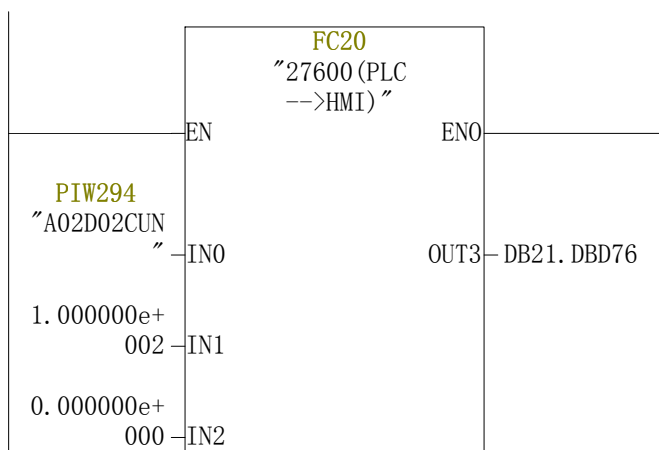 FC20
"27600(PLC
-->HMI)"
EN
ENO
PIW294
"A02D02CUN
"
IN0
OUT3
DB21.DBD76
1.000000e+
002
IN1
0.000000e+
000
IN2